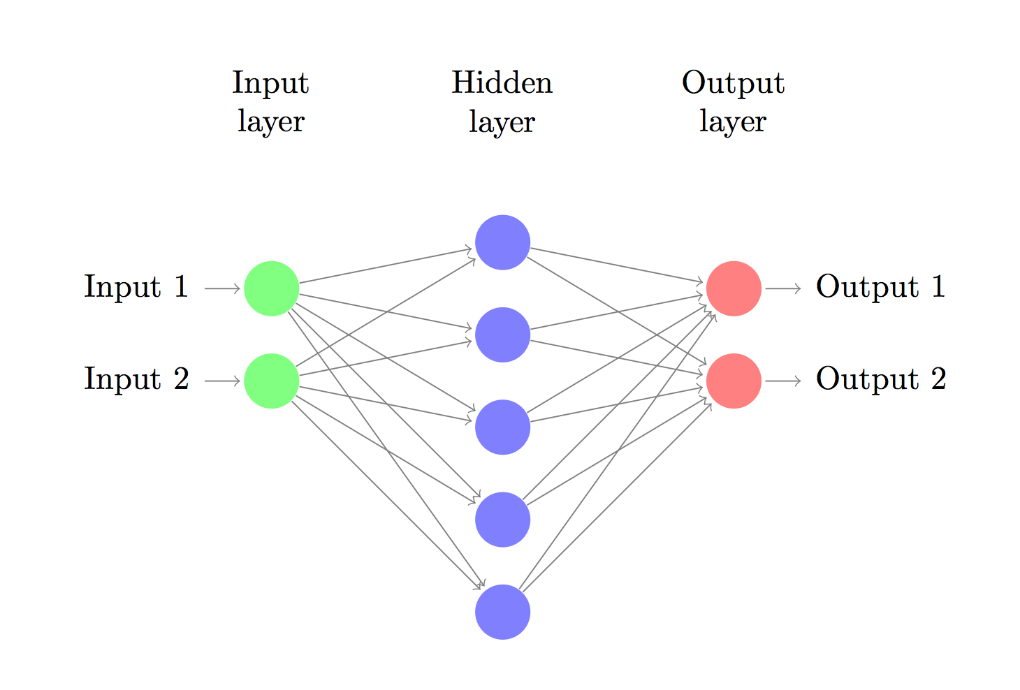 Input
layer
Hidden
layer
Output
layer
Input 1
Output 1
Input 2
Output 2